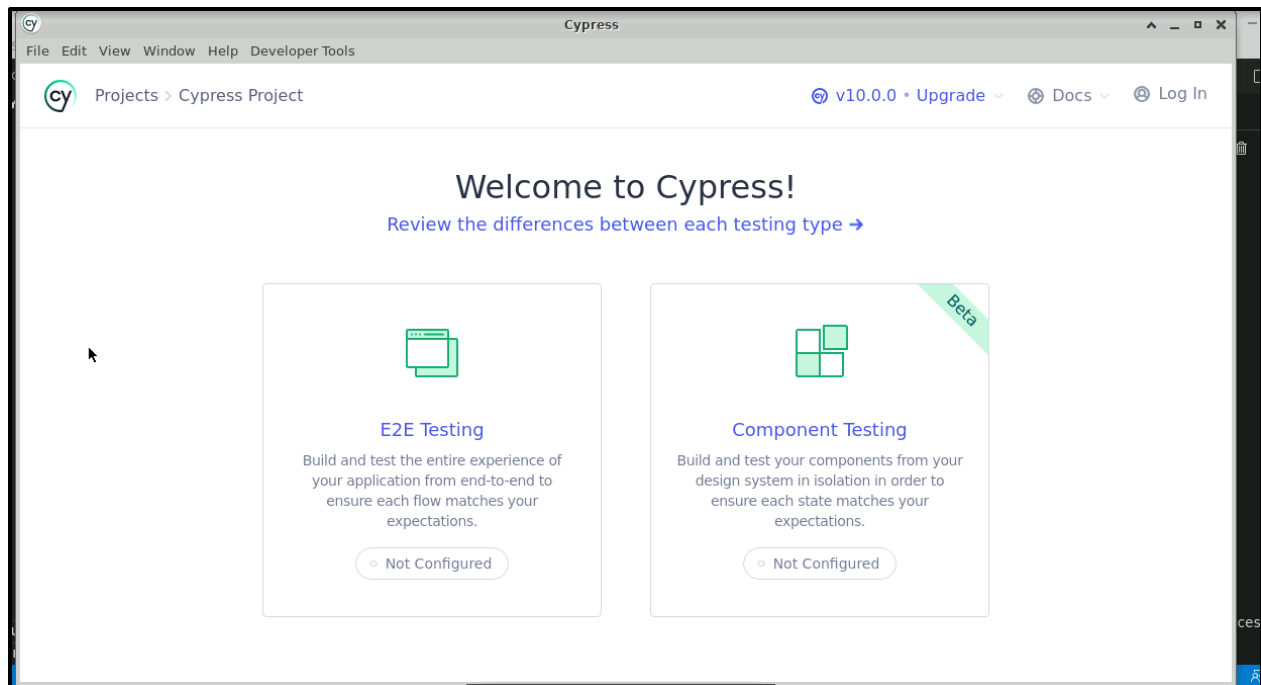 cy
Cypress
File Edit View Window Help Developer Tools
cy
Projects > Cypress Project
v10.0.0 • Upgrade
Docs
Log In
Welcome to Cypress!
Review the differences between each testing type →
E2E Testing
Build and test the entire experience of
your application from end-to-end to
ensure each flow matches your
expectations.
Not Configured
Beta
Component Testing
Build and test your components from your
design system in isolation in order to
ensure each state matches your
expectations.
Not Configured
ces